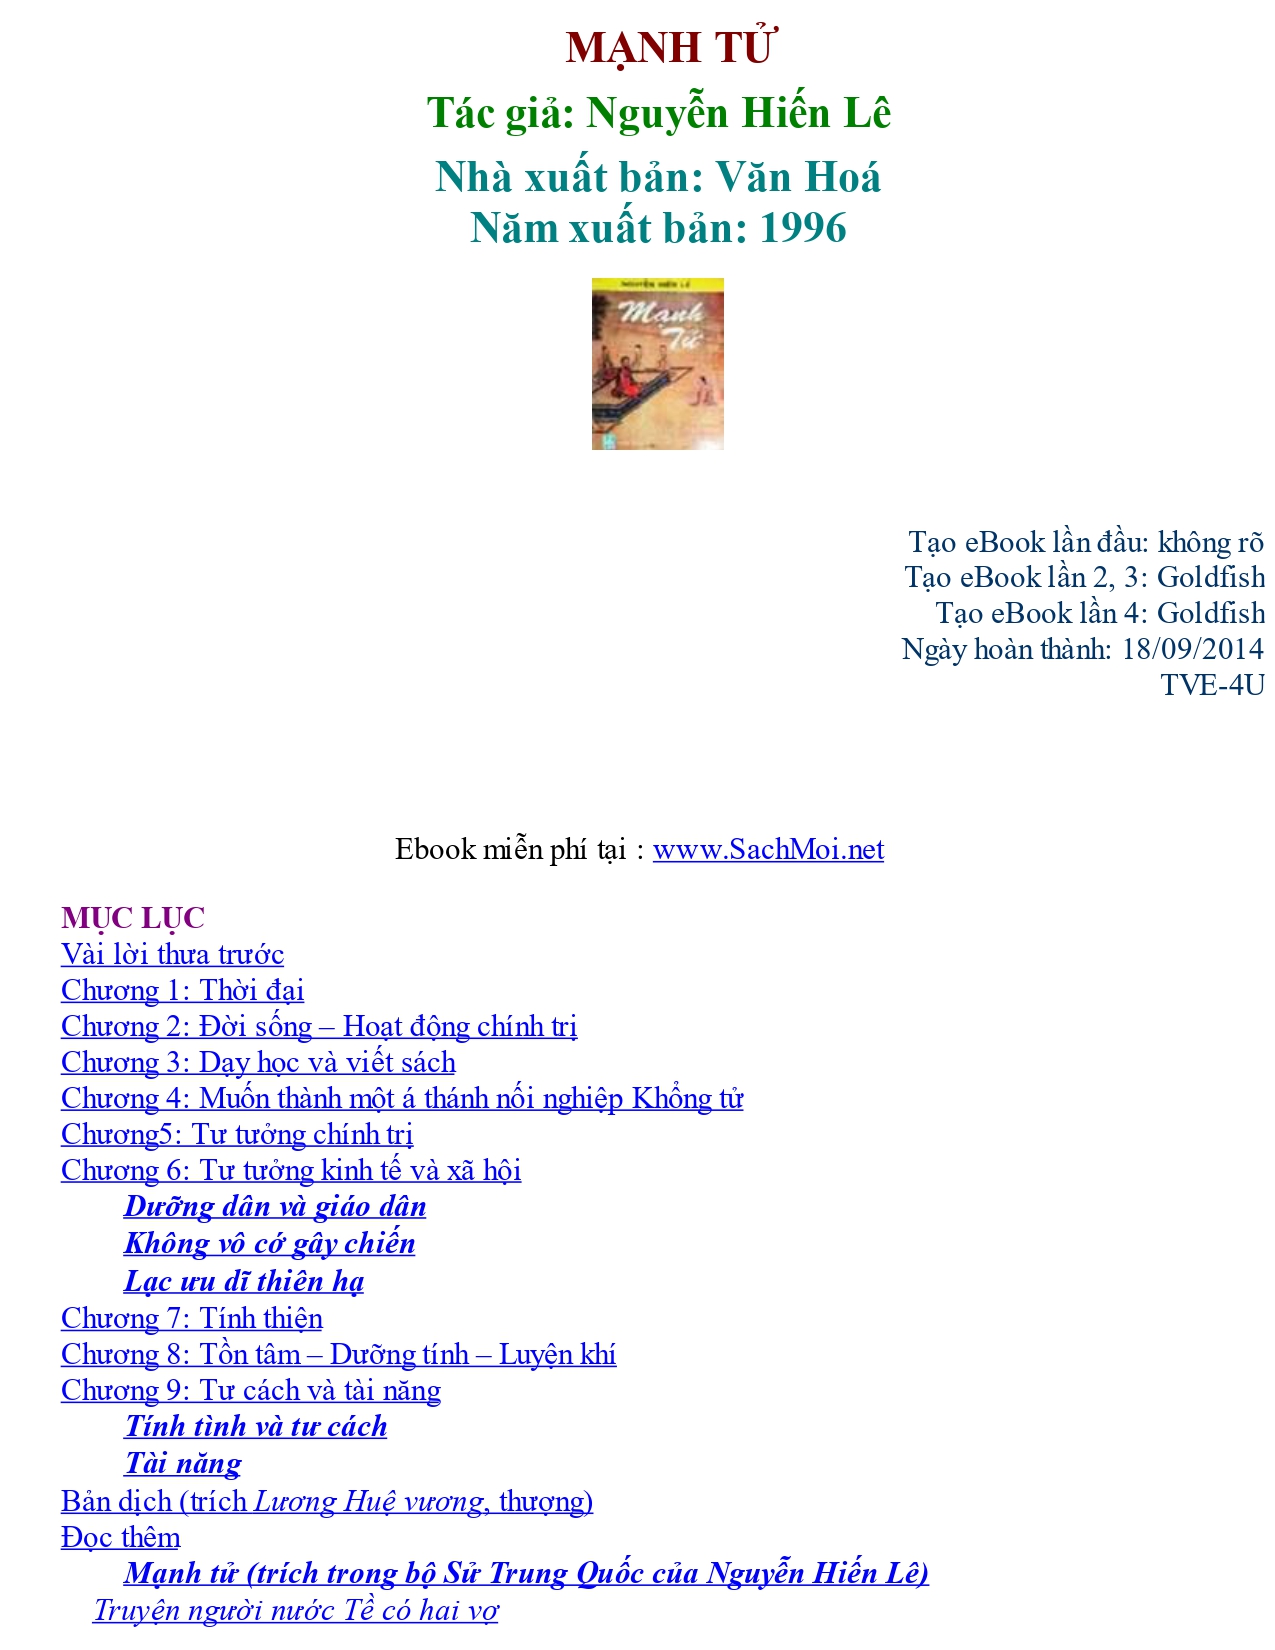 MẠNH TỬ
Tác giả: Nguyễn Hiến Lê
Nhà xuất bản: Văn Hoá
Năm xuất bản: 1996
NGUYỄN HIẾN LÊ
Mạnh
Tử
Tạo eBook lần đầu: không rõ
Tạo eBook lần 2, 3: Goldfish
Tạo eBook lần 4: Goldfish
Ngày hoàn thành: 18/09/2014
TVE-4U
Ebook miễn phí tại : www.SachMoi.net
MỤC LỤC
Vài lời thưa trước
Chương 1: Thời đại
Chương 2: Đời sống – Hoạt động chính trị
Chương 3: Dạy học và viết sách
Chương 4: Muốn thành một á thánh nối nghiệp Khổng tử
Chương5: Tư tưởng chính trị
Chương 6: Tư tưởng kinh tế và xã hội
Dưỡng dân và giáo dân
Không vô cớ gây chiến
Lạc ưu dĩ thiên hạ
Chương 7: Tính thiện
Chương 8: Tồn tâm – Dưỡng tính – Luyện khí
Chương 9: Tư cách và tài năng
Tính tình và tư cách
Tài năng
Bản dịch (trích Lương Huệ vương, thượng)
Đọc thêm
Mạnh tử (trích trong bộ Sử Trung Quốc của Nguyễn Hiến Lê)
Truyện người nước Tề có hai vợ